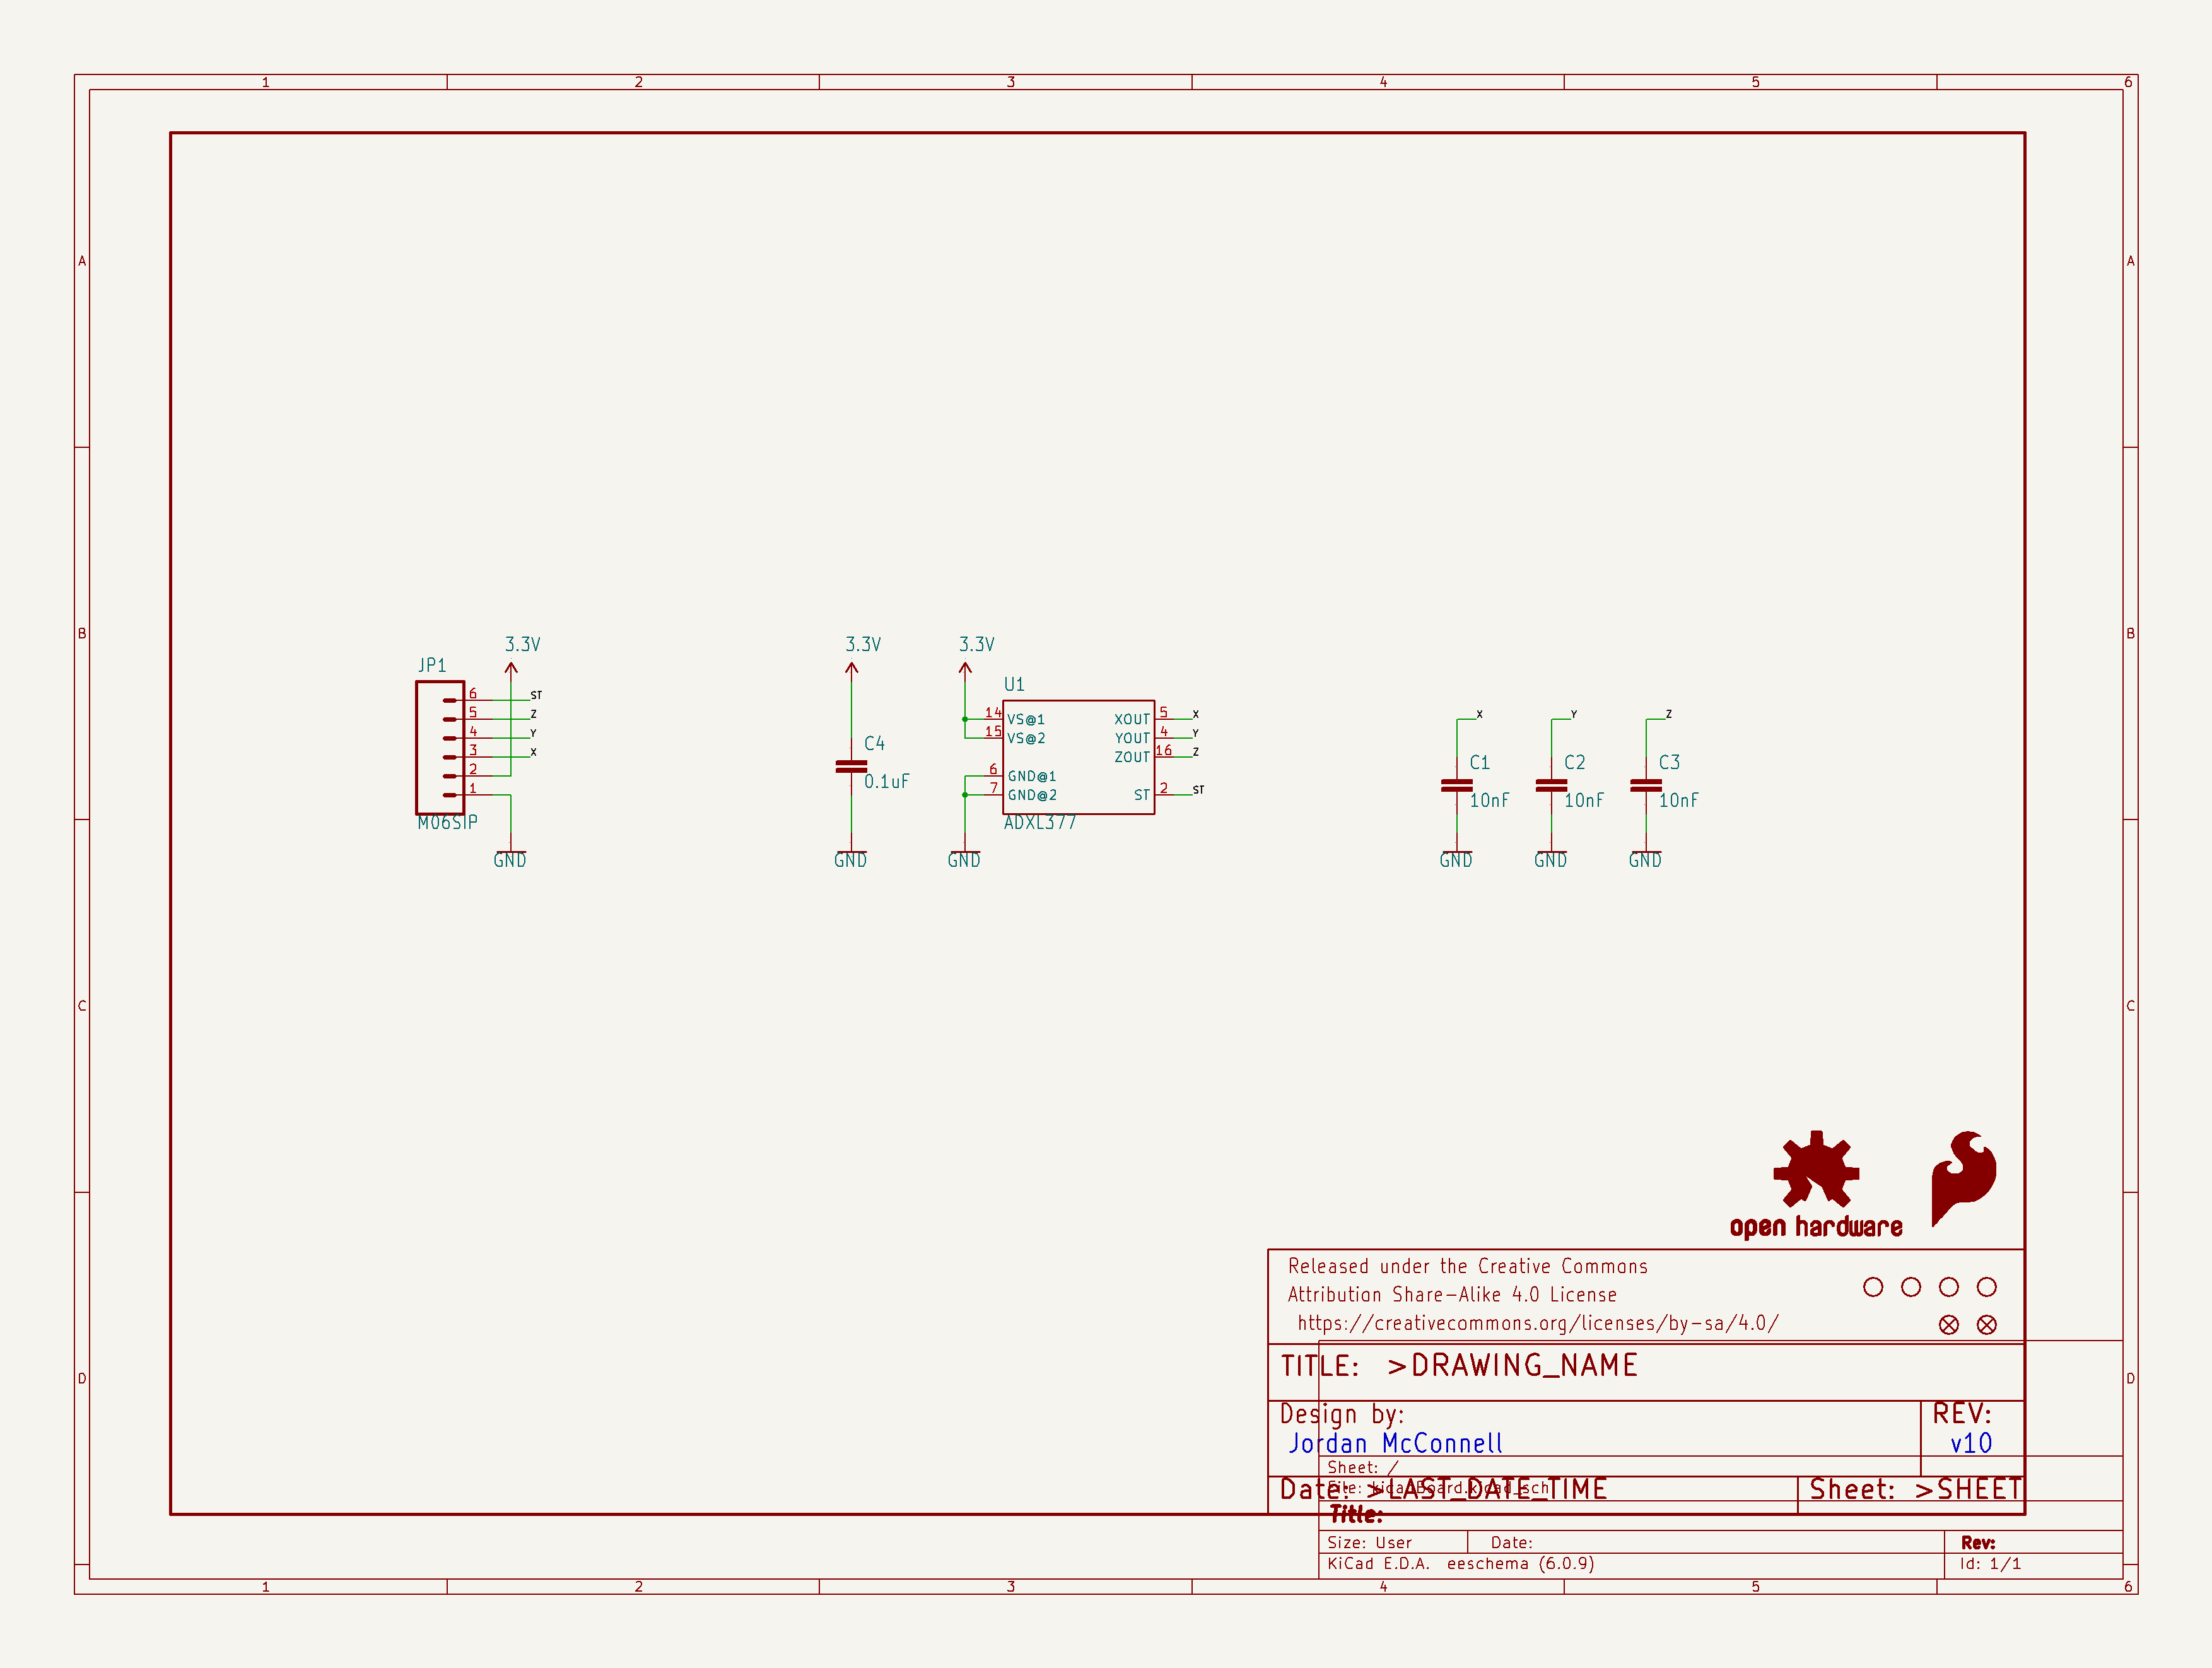 1 2 3 4 5 6
A A
B B
3.3V 3.3V 3.3V
JP1
6 ST
5 Z
4 Y
3 X
2
1
M06SIP
GND
C4
0.1uF
GND
U1
14 VS@1 XOUT 5 X
15 VS@2 YOUT 4 Y
ZOUT 16 Z
6 GND@1
7 GND@2 ST 2 ST
ADXL377
GND
X Y Z
C1 C2 C3
10nF 10nF 10nF
GND GND GND
C C
open hardware
Released under the Creative Commons
Attribution Share-Alike 4.0 License
https://creativecommons.org/licenses/by-sa/4.0/
TITLE: >DRAWING_NAME
D D
Design by: REV:
Jordan McConnell v10
Sheet: /
File: kicadBoard.kicad_sch
Date: >LAST_DATE_TIME Sheet: >SHEET
Title:
Size: User Date: Rev:
KiCad E.D.A. eeschema (6.0.9) Id: 1/1
1 2 3 4 5 6